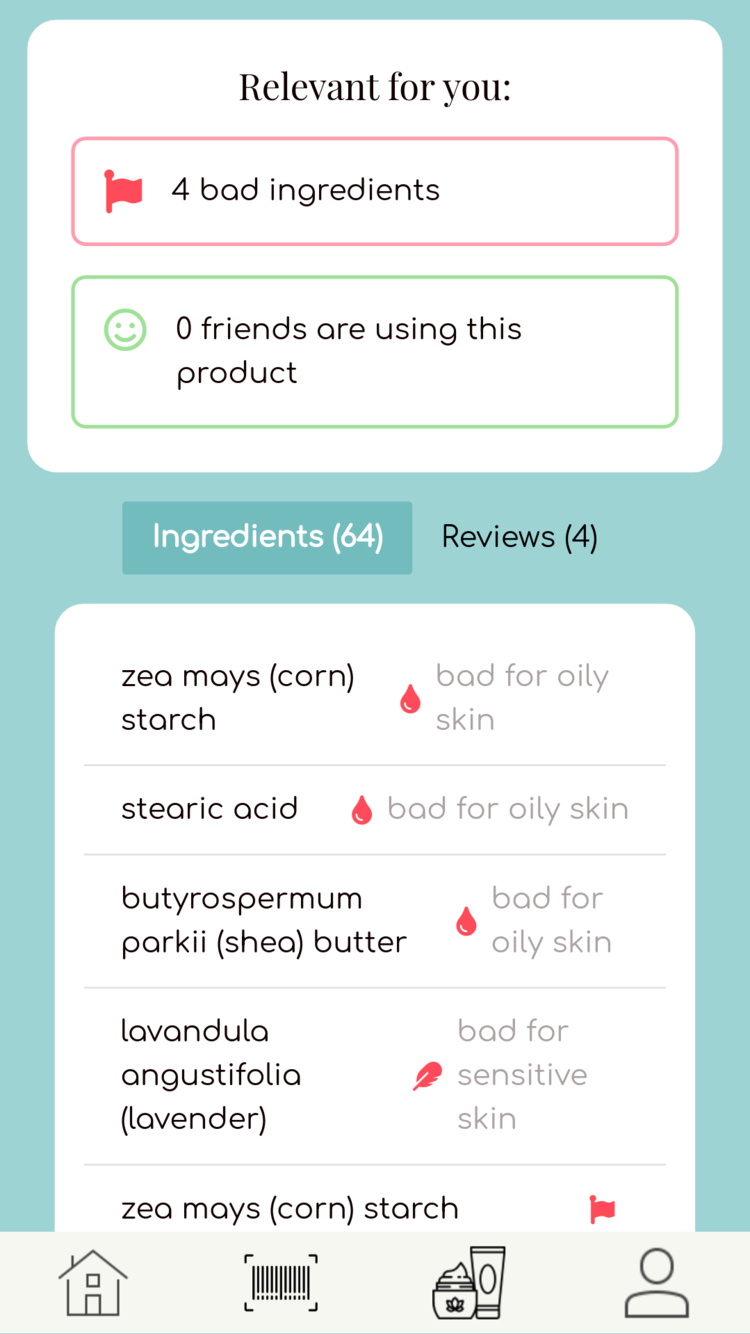 Relevant for you:
4 bad ingredients
0 friends are using this
product
Ingredients (64)
Reviews (4)
zea mays (corn)
starch
bad for oily
skin
stearic acid
bad for oily skin
butyrospermum
parkii (shea) butter
bad for
oily skin
lavandula
angustifolia
(lavender)
bad for
sensitive
skin
zea mays (corn) starch